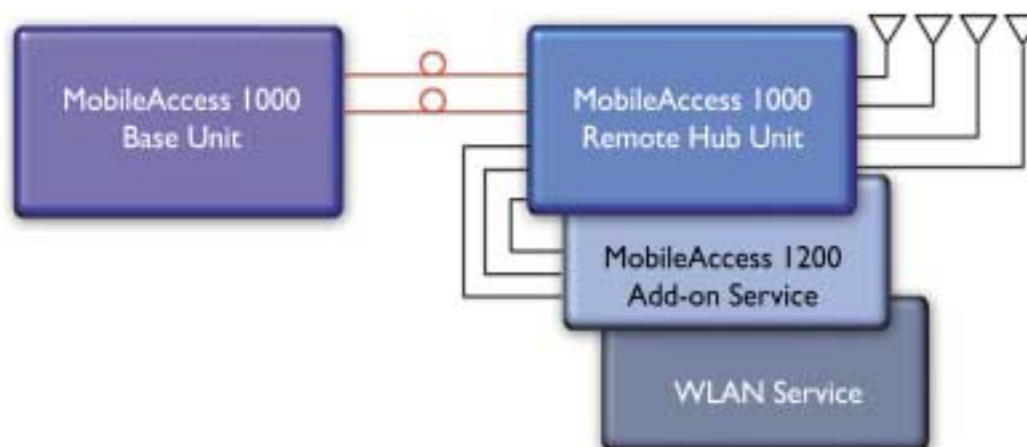 MobileAccess 1000
Base Unit
MobileAccess 1000
Remote Hub Unit
MobileAccess 1200
Add-on Service
WLAN Service